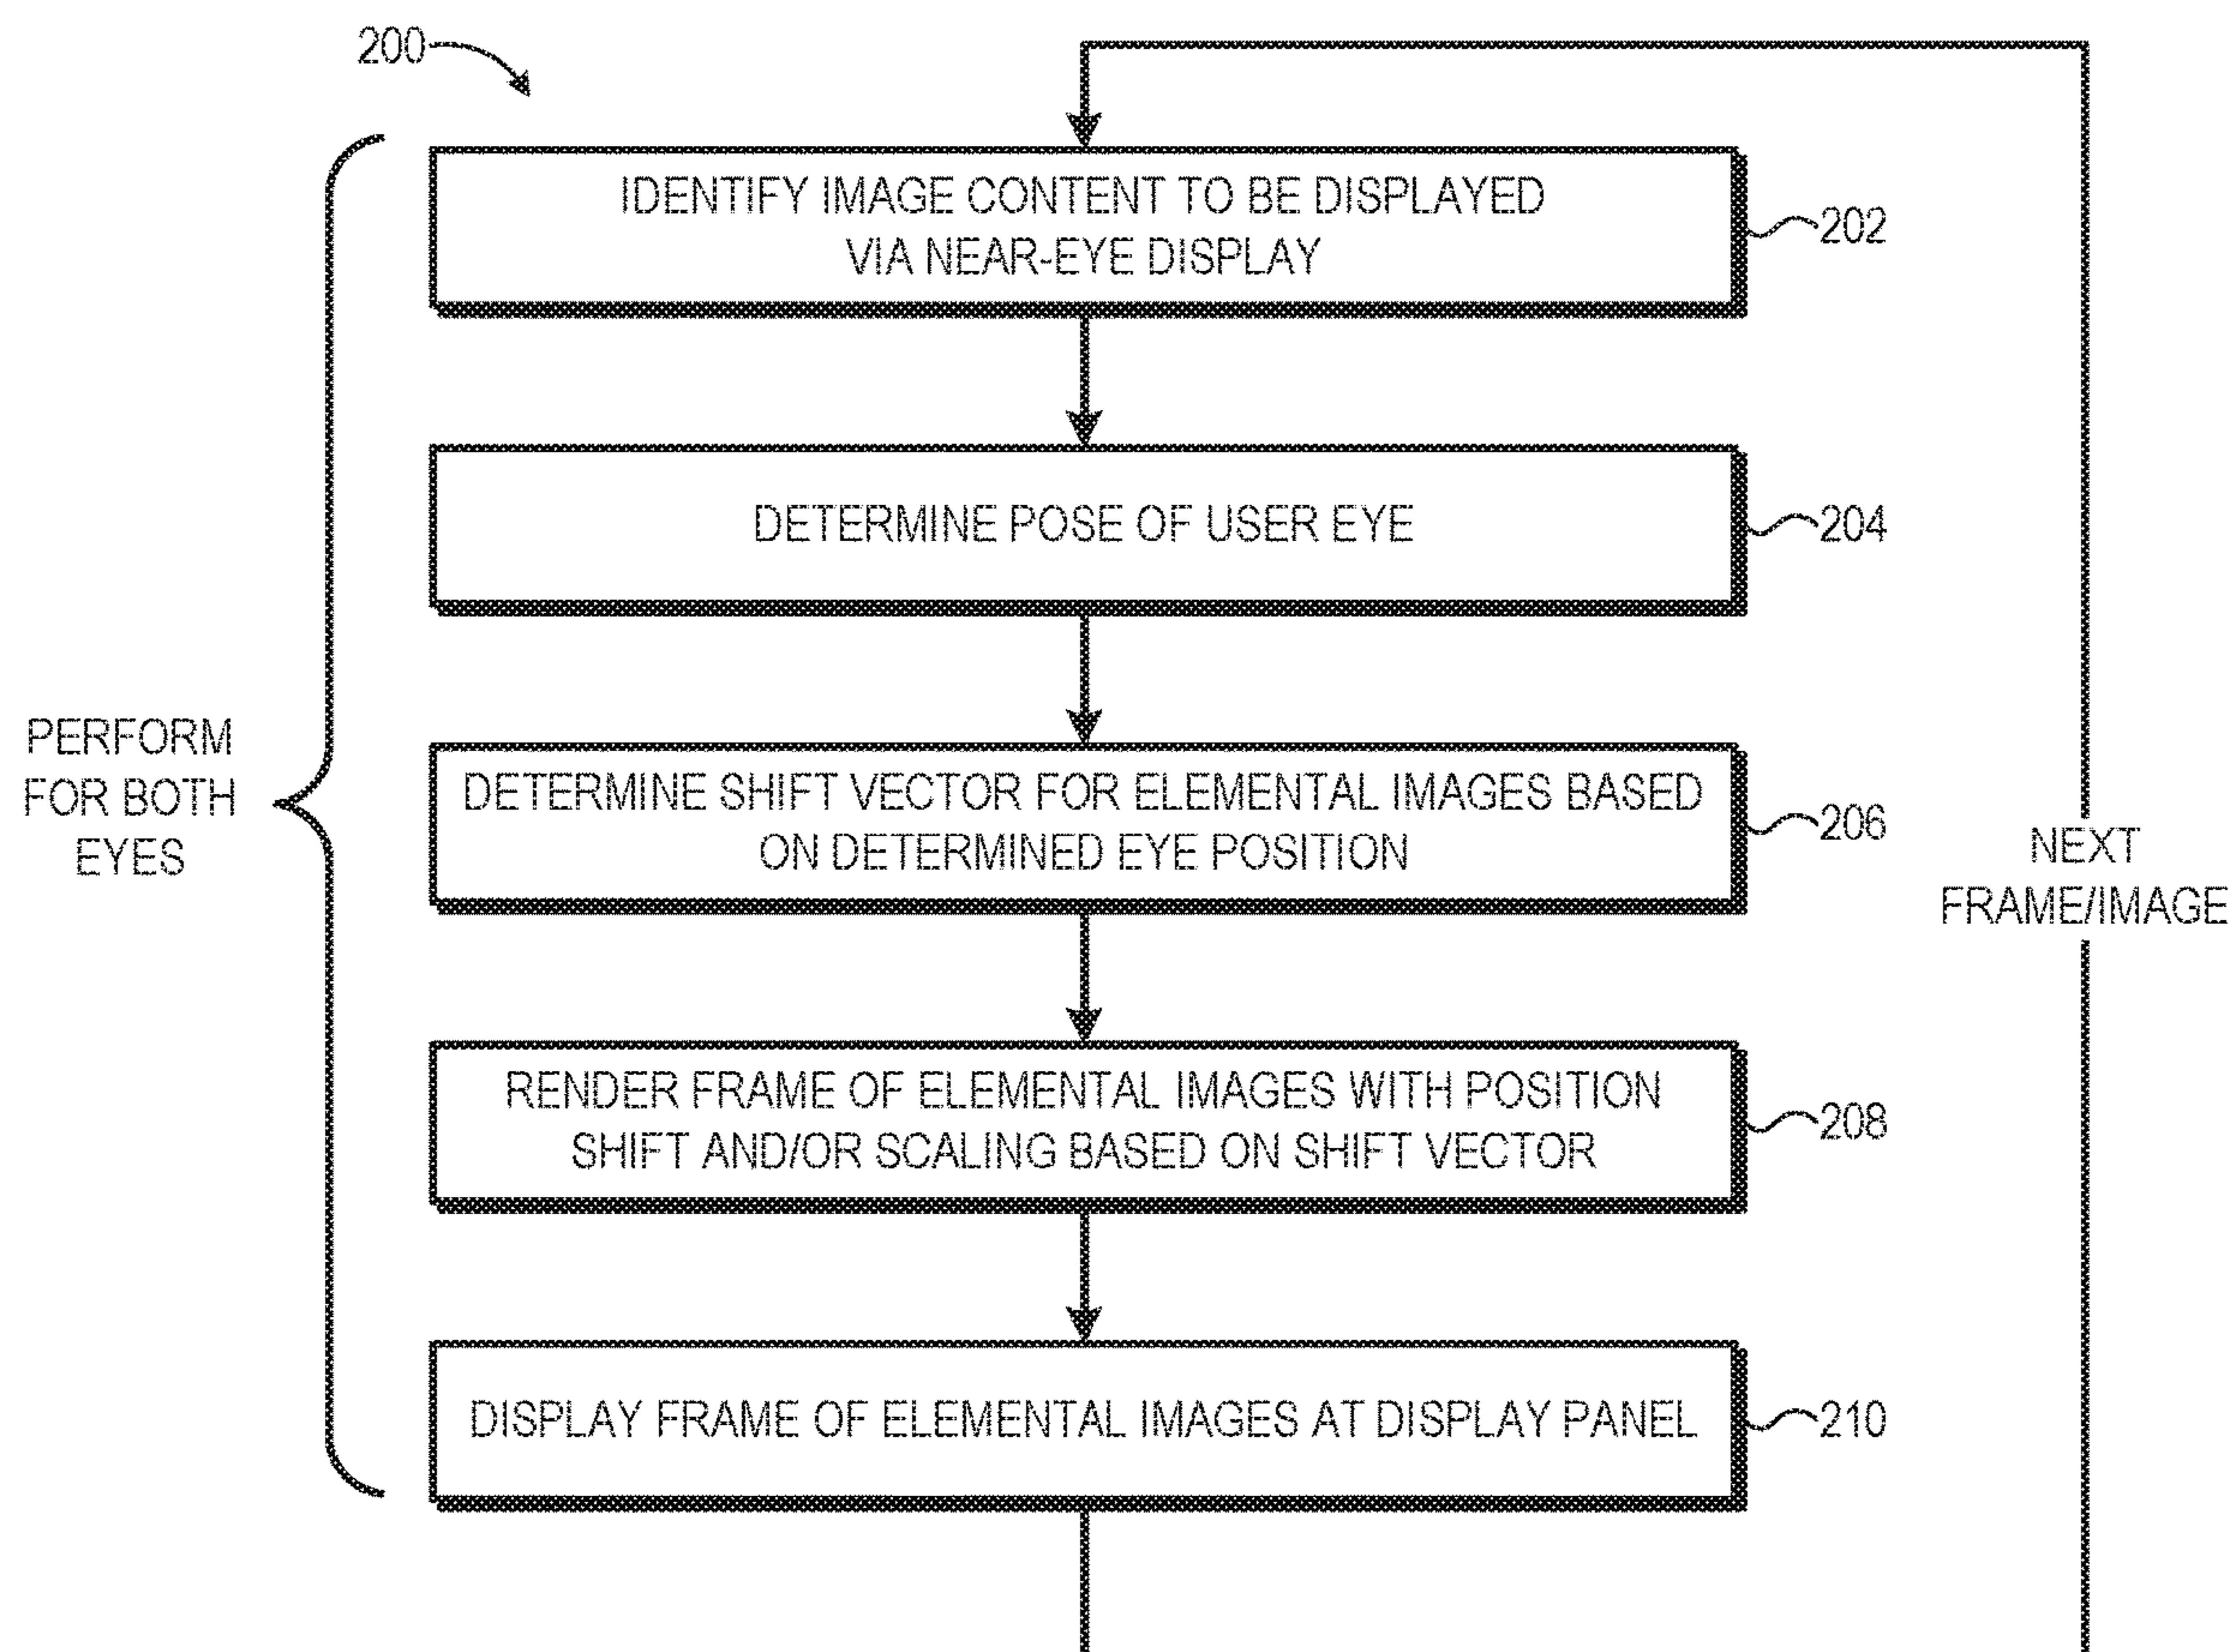 200
IDENTIFY IMAGE CONTENT TO BE DISPLAYED
VIA NEAR-EYE DISPLAY
202
DETERMINE POSE OF USER EYE
204
PERFORM
FOR BOTH
EYES
DETERMINE SHIFT VECTOR FOR ELEMENTAL IMAGES BASED
ON DETERMINED EYE POSITION
206
NEXT
FRAME/IMAGE
RENDER FRAME OF ELEMENTAL IMAGES WITH POSITION
SHIFT AND/OR SCALING BASED ON SHIFT VECTOR
208
DISPLAY FRAME OF ELEMENTAL IMAGES AT DISPLAY PANEL
210